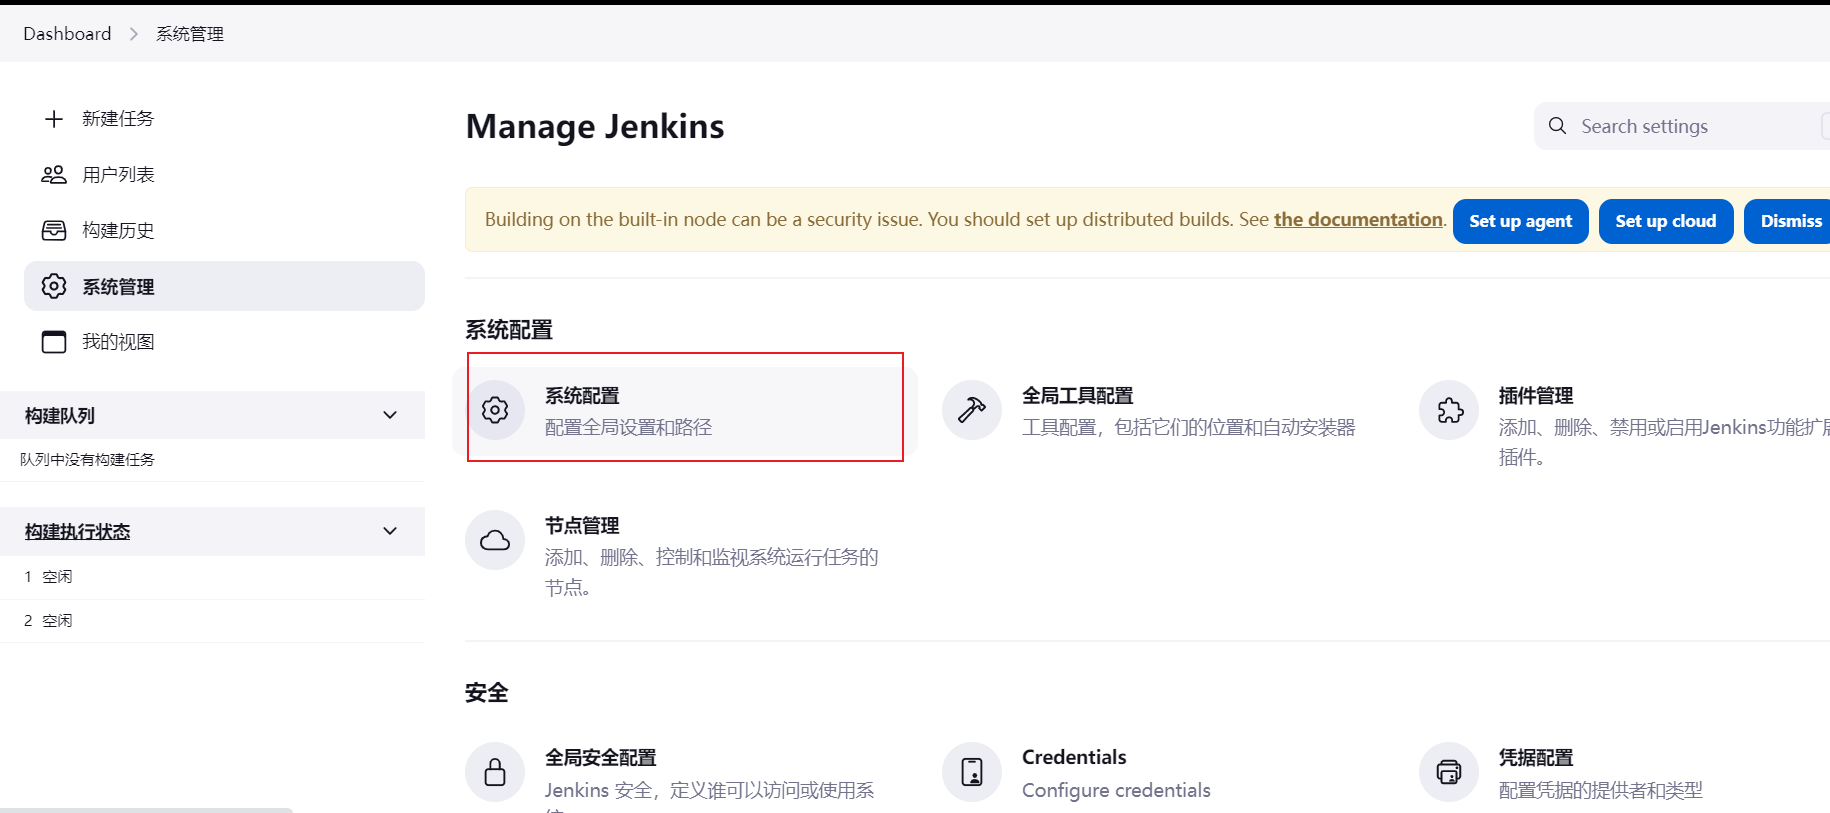 Dashboard > 系统管理
新建任务
用户列表
构建历史
系统管理
我的视图
构建队列
队列中没有构建任务
构建执行状态
1 空闲
2 空闲
Manage Jenkins
Search settings
Building on the built-in node can be a security issue. You should set up distributed builds. See the documentation.
Set up agent
Set up cloud
Dismiss
系统配置
系统配置
配置全局设置和路径
全局工具配置
工具配置，包括它们的位置和自动安装器
插件管理
添加、删除、禁用或启用Jenkins功能扩展
插件。
节点管理
添加、删除、控制和监视系统运行任务的
节点。
安全
全局安全配置
Jenkins 安全，定义谁可以访问或使用系
Credentials
Configure credentials
凭据配置
配置凭据的提供者和类型